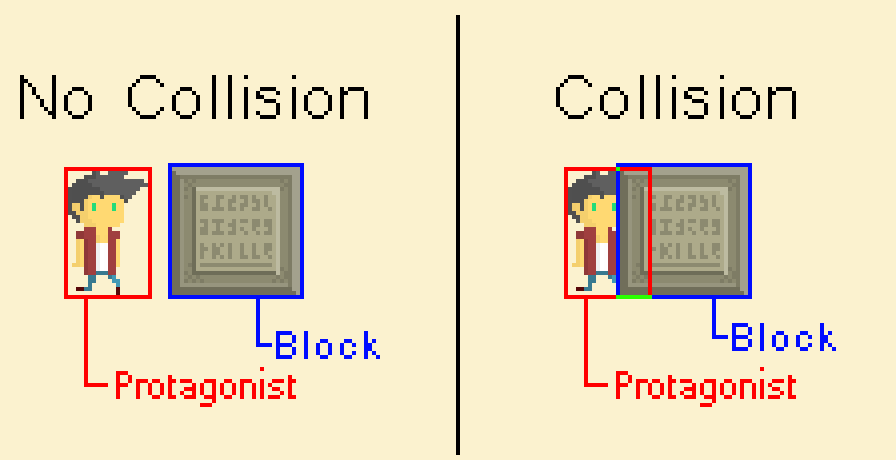 No Collision
Block
Protagonist
Collision
Block
Protagonist